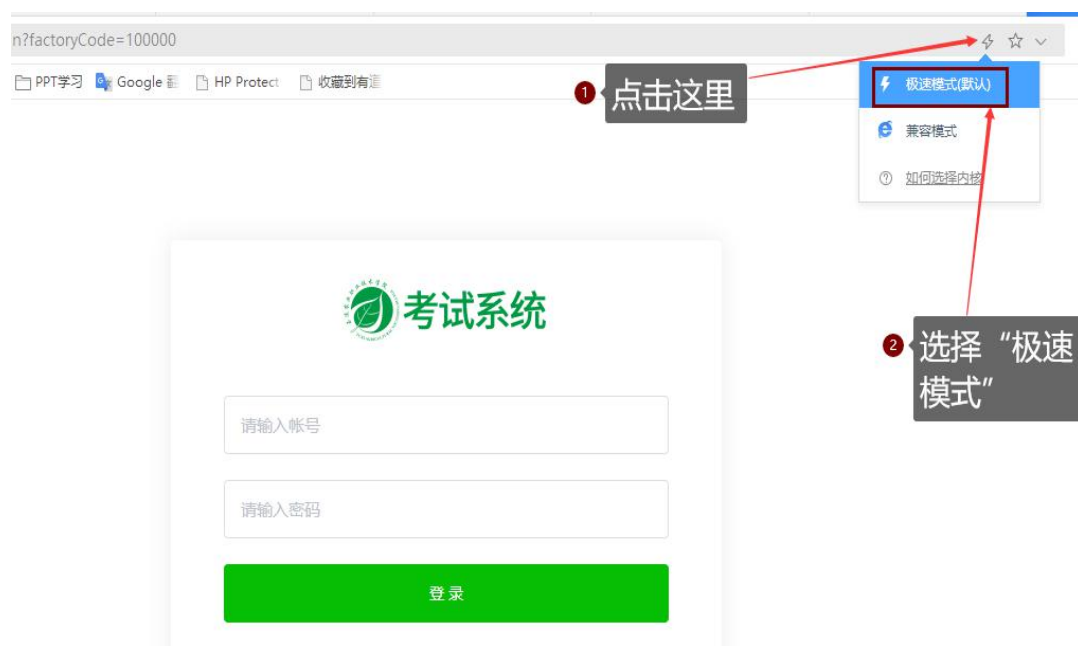 n?factoryCode=100000
PPT学习 Google 翻 HP Protect 收藏到有道
1 点击这里
极速模式(默认)
兼容模式
如何选择内核
考试系统
2 选择“极速
模式”
请输入帐号
请输入密码
登录